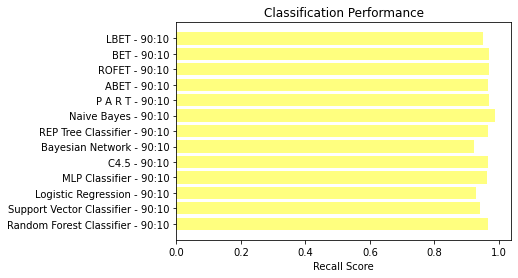 Classification Performance
LBET - 90:10
BET - 90:10
ROFET - 90:10
ABET - 90:10
P A R T - 90:10
Naive Bayes - 90:10
REP Tree Classifier - 90:10
Bayesian Network - 90:10
C4.5 - 90:10
MLP Classifier - 90:10
Logistic Regression - 90:10
Support Vector Classifier - 90:10
Random Forest Classifier - 90:10
0.0 0.2 0.4 0.6 0.8 1.0
Recall Score